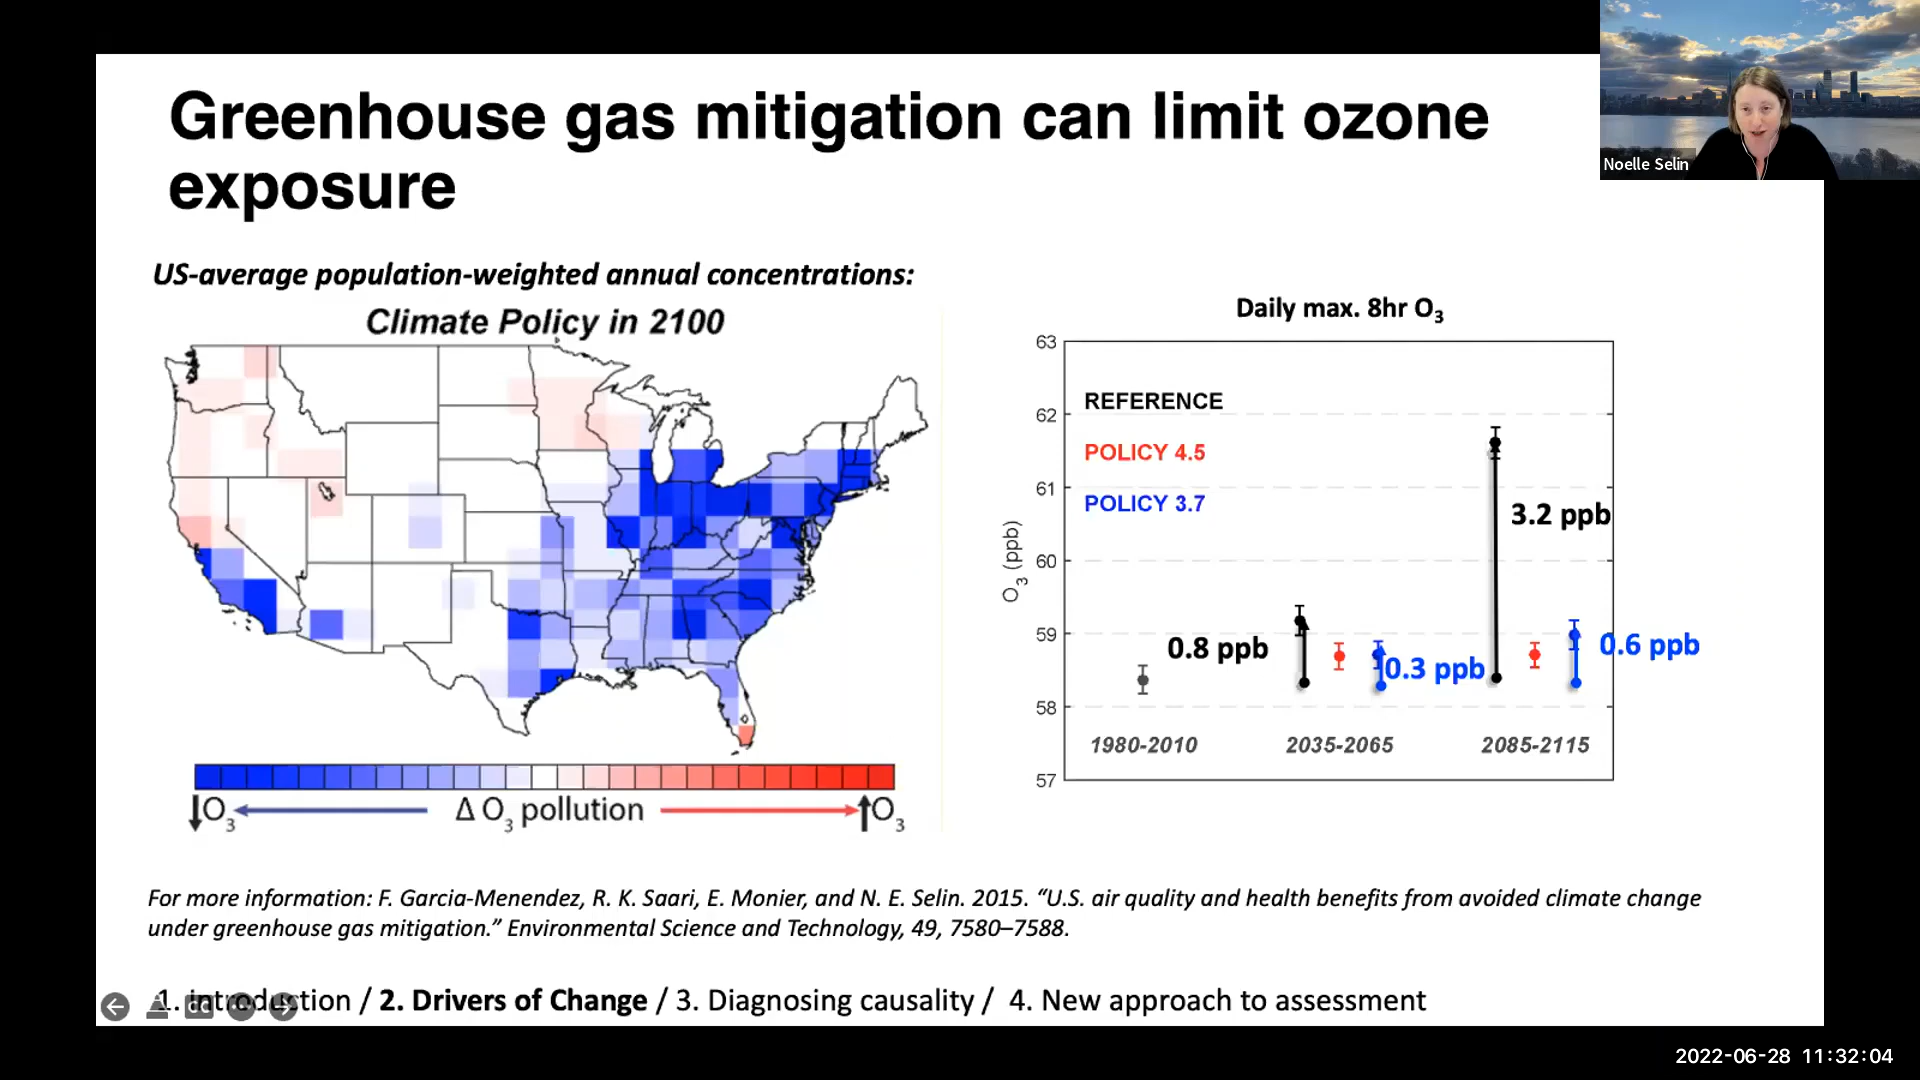 Greenhouse gas mitigation can limit ozone
exposure
Noelle Selin
US-average population-weighted annual concentrations:
Climate Policy in 2100
↓O3
Δ O3 pollution
↑O3
Daily max. 8hr O3
63
62
61
60
59
58
57
O3 (ppb)
REFERENCE
POLICY 4.5
POLICY 3.7
3.2 ppb
0.8 ppb
0.3 ppb
0.6 ppb
1980-2010
2035-2065
2085-2115
For more information: F. Garcia-Menendez, R. K. Saari, E. Monier, and N. E. Selin. 2015. “U.S. air quality and health benefits from avoided climate change
under greenhouse gas mitigation.” Environmental Science and Technology, 49, 7580–7588.
1. introduction / 2. Drivers of Change / 3. Diagnosing causality / 4. New approach to assessment
CC
2022-06-28 11:32:04